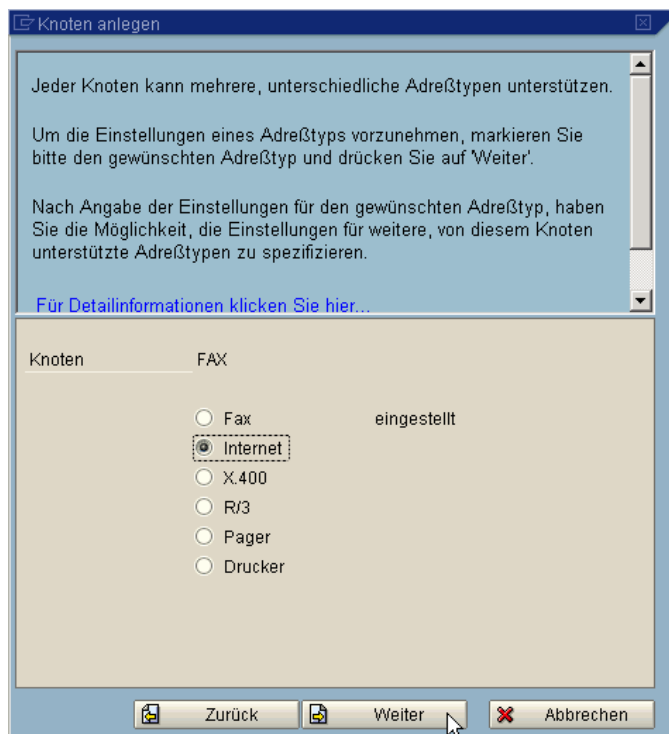 Knoten anlegen
Jeder Knoten kann mehrere, unterschiedliche Adreßtypen unterstützen.
Um die Einstellungen eines Adreßtyps vorzunehmen, markieren Sie
bitte den gewünschten Adreßtyp und drücken Sie auf 'Weiter'.
Nach Angabe der Einstellungen für den gewünschten Adreßtyp, haben
Sie die Möglichkeit, die Einstellungen für weitere, von diesem Knoten
unterstützte Adreßtypen zu spezifizieren.
Für Detailinformationen klicken Sie hier...
Knoten FAX
Fax eingestellt
Internet
X.400
R/3
Pager
Drucker
Zurück Weiter Abbrechen